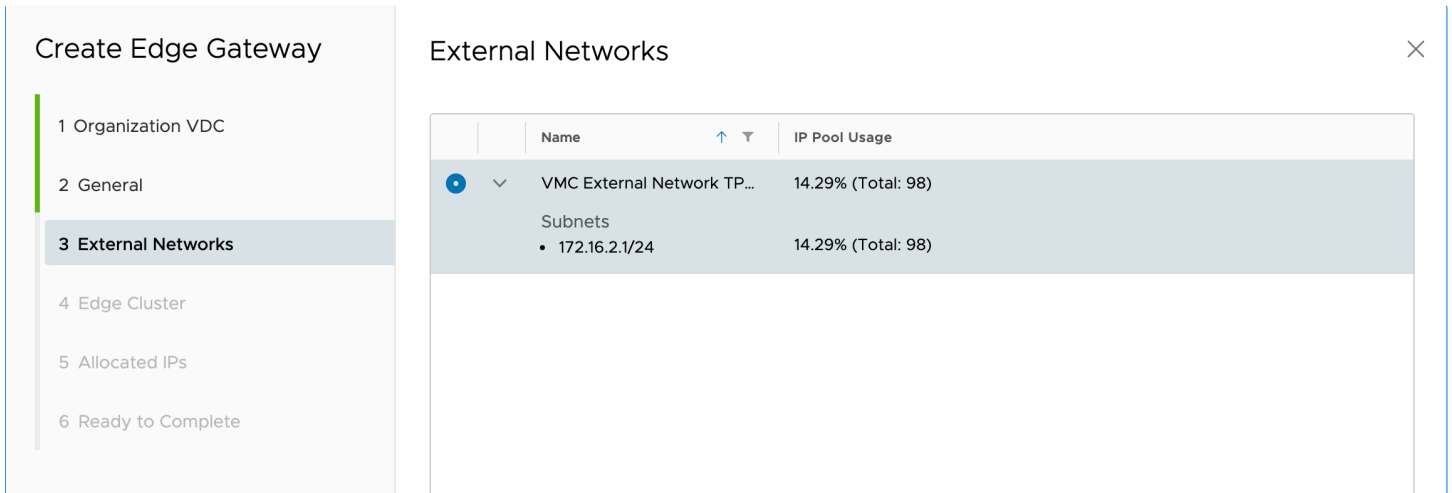 Create Edge Gateway
1 Organization VDC
2 General
3 External Networks
4 Edge Cluster
5 Allocated IPs
6 Ready to Complete
External Networks
Name IP Pool Usage
VMC External Network TP... 14.29% (Total: 98)
Subnets
• 172.16.2.1/24 14.29% (Total: 98)